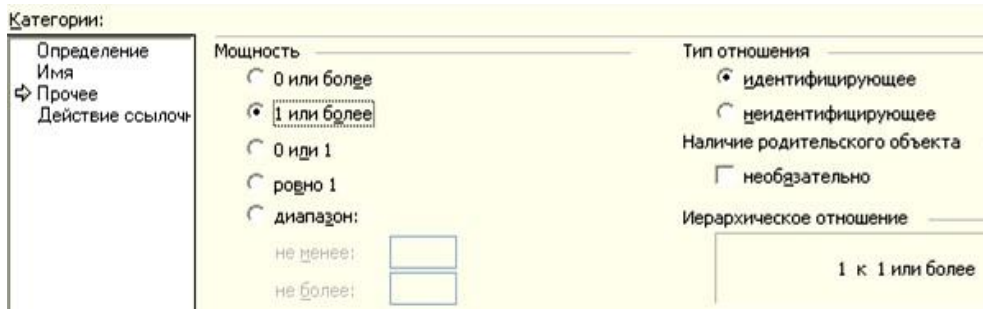 Категории:
Определение
Имя
Прочее
Действие ссылочн
Мощность
0 или более
1 или более
0 или 1
ровно 1
диапазон:
не менее:
не более:
Тип отношения
идентифицирующее
неидентифицирующее
Наличие родительского объекта
необязательно
Иерархическое отношение
1 к 1 или более